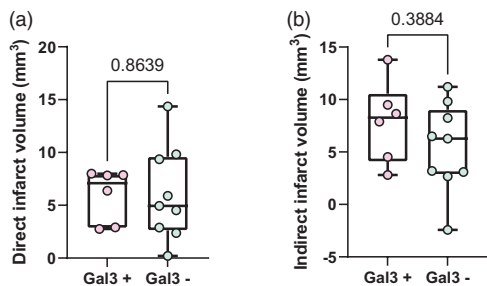 (a)
Direct infarct volume (mm³)
20
15
10
5
0
0.8639
Gal3 +
Gal3 -
(b)
Indirect infarct volume (mm³)
15
10
5
0
-5
0.3884
Gal3 +
Gal3 -